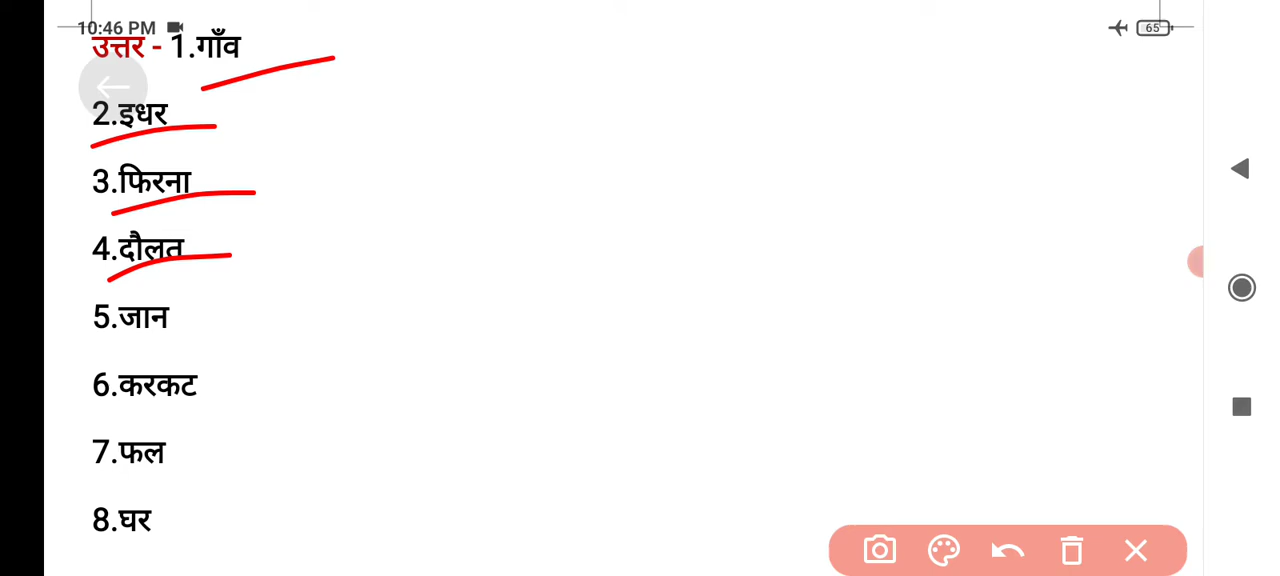 10:46 PM
65
उत्तर - 1.गाँव
2.इधर
3.फिरना
4.दौलत
5.जान
6.करकट
7.फल
8.घर